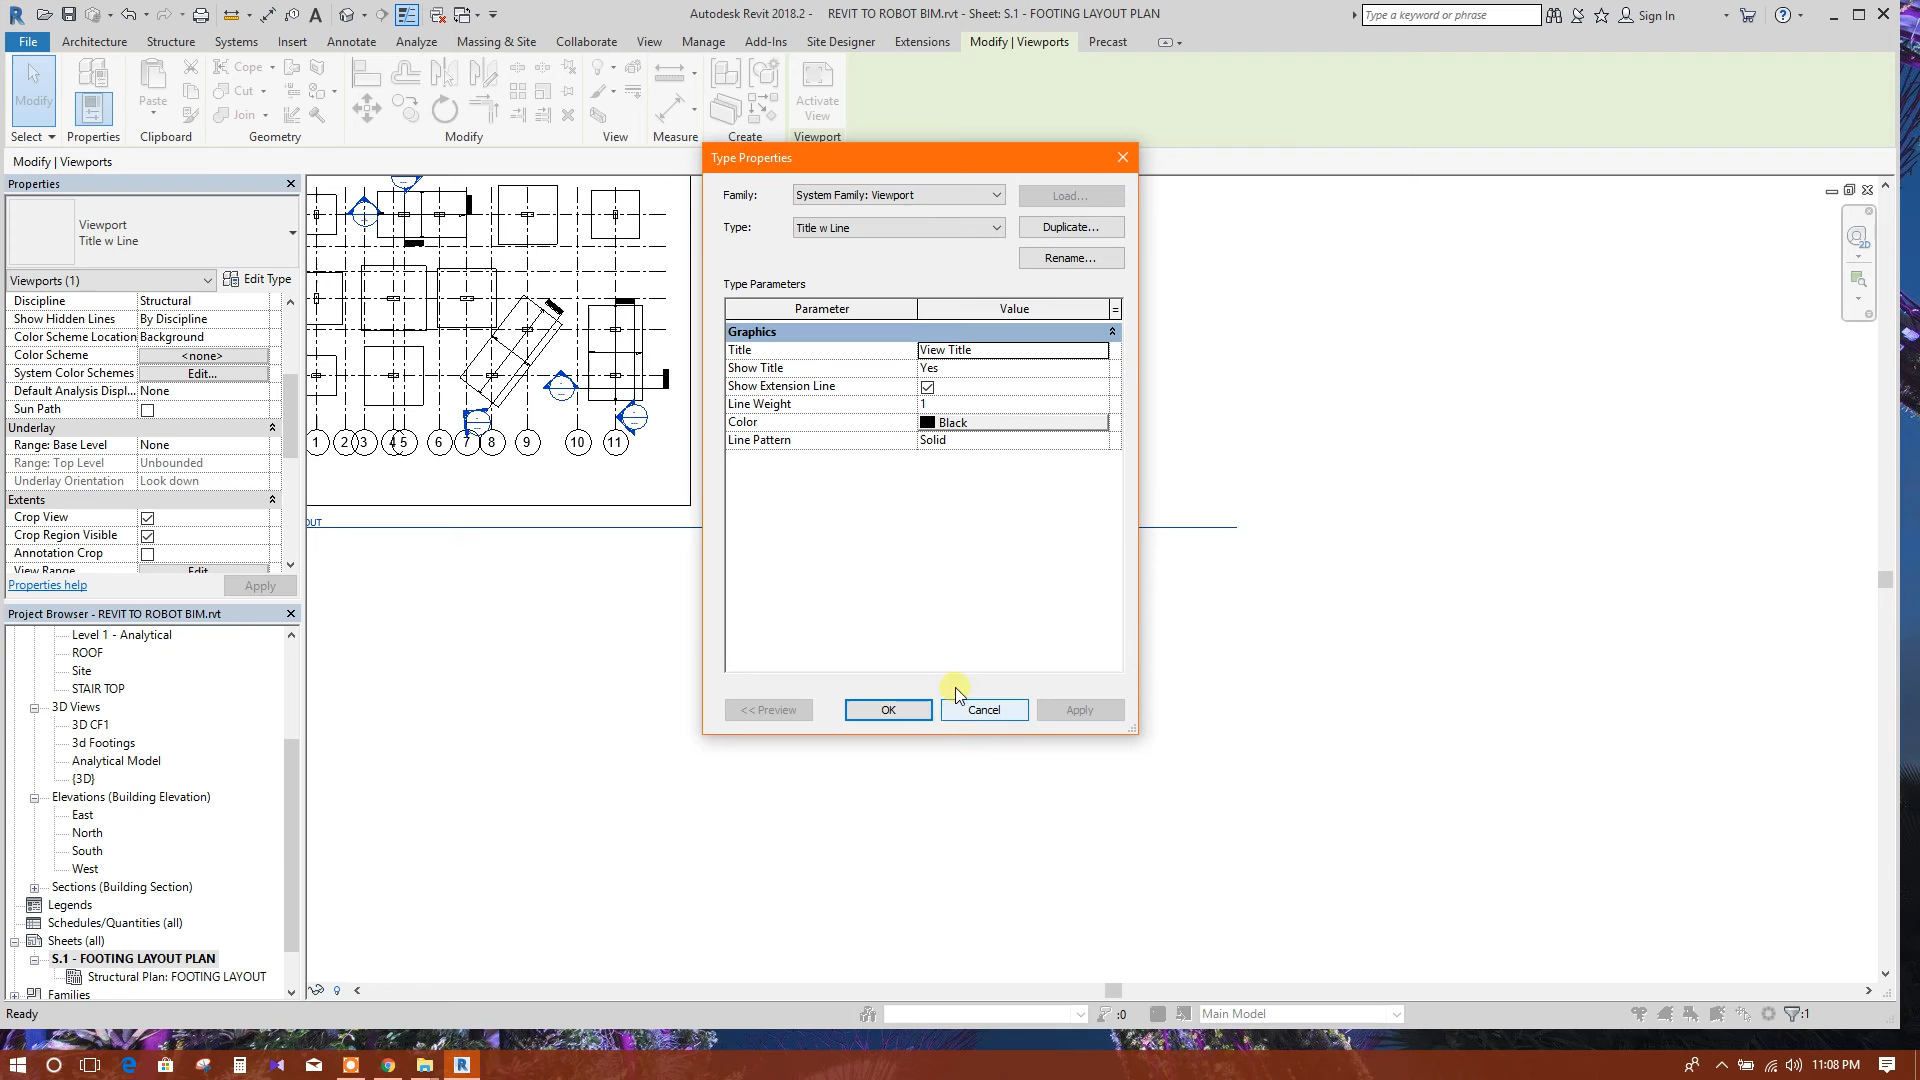 Autodesk Revit 2018.2 - REVIT TO ROBOT BIM.rvt - Sheet: S.1 - FOOTING LAYOUT PLAN
Type a keyword or phrase
Sign In
File Architecture Structure Systems Insert Annotate Analyze Massing & Site Collaborate View Manage Add-Ins Site Designer Extensions Modify | Viewports Precast
Modify
Paste
Cope
Cut
Join
Activate View
Select Properties Clipboard Geometry Modify View Measure Create Viewport
Modify | Viewports
Properties
Viewport
Title w Line
Viewports (1)
Edit Type
Discipline Structural
Show Hidden Lines By Discipline
Color Scheme Location Background
Color Scheme <none>
System Color Schemes Edit...
Default Analysis Displ... None
Sun Path
Underlay
Range: Base Level None
Range: Top Level Unbounded
Underlay Orientation Look down
Extents
Crop View
Crop Region Visible
Annotation Crop
View Range Edit
Properties help
Apply
Project Browser - REVIT TO ROBOT BIM.rvt
Level 1 - Analytical
ROOF
Site
STAIR TOP
3D Views
3D CF1
3d Footings
Analytical Model
{3D}
Elevations (Building Elevation)
East
North
South
West
Sections (Building Section)
Legends
Schedules/Quantities (all)
Sheets (all)
S.1 - FOOTING LAYOUT PLAN
Structural Plan: FOOTING LAYOUT
Families
1 2 3 4 5 6 7 8 9 10 11
OUT
Type Properties
Family: System Family: Viewport Load...
Type: Title w Line Duplicate...
Rename...
Type Parameters
Parameter Value =
Graphics
Title View Title
Show Title Yes
Show Extension Line
Line Weight 1
Color Black
Line Pattern Solid
<< Preview OK Cancel Apply
2D
Ready
:0
Main Model
:1
11:08 PM